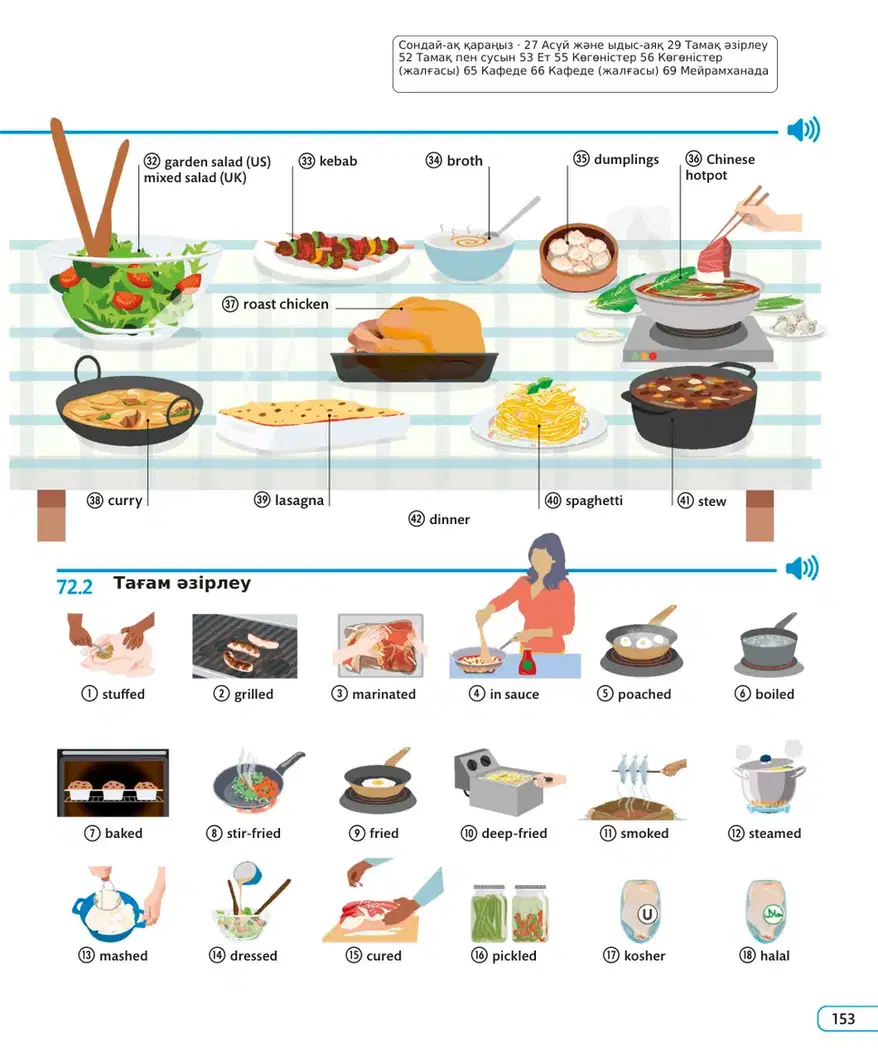 Сондай-ақ қараңыз · 27 Асүй және ыдыс-аяқ 29 Тамақ әзірлеу
52 Тамақ пен сусын 53 Ет 55 Көгөністер 56 Көгөністер
(жалғасы) 65 Кафеде 66 Кафеде (жалғасы) 69 Мейрамханада
32 garden salad (US)
mixed salad (UK)
33 kebab
34 broth
35 dumplings
36 Chinese
hotpot
37 roast chicken
38 curry
39 lasagna
42 dinner
40 spaghetti
41 stew
72.2 Тағам әзірлеу
1 stuffed
2 grilled
3 marinated
4 in sauce
5 poached
6 boiled
7 baked
8 stir-fried
9 fried
10 deep-fried
11 smoked
12 steamed
13 mashed
14 dressed
15 cured
16 pickled
U
17 kosher
18 halal
153